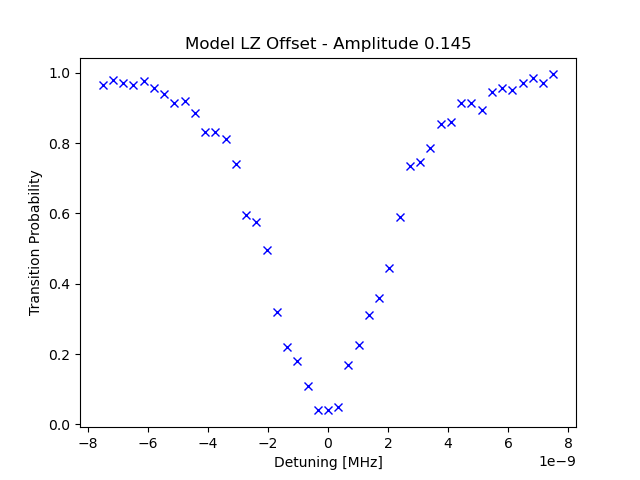 Model LZ Offset - Amplitude 0.145
Transition Probability
1.0
0.8
0.6
0.4
0.2
0.0
−8 −6 −4 −2 0 2 4 6 8
1e−9
Detuning [MHz]